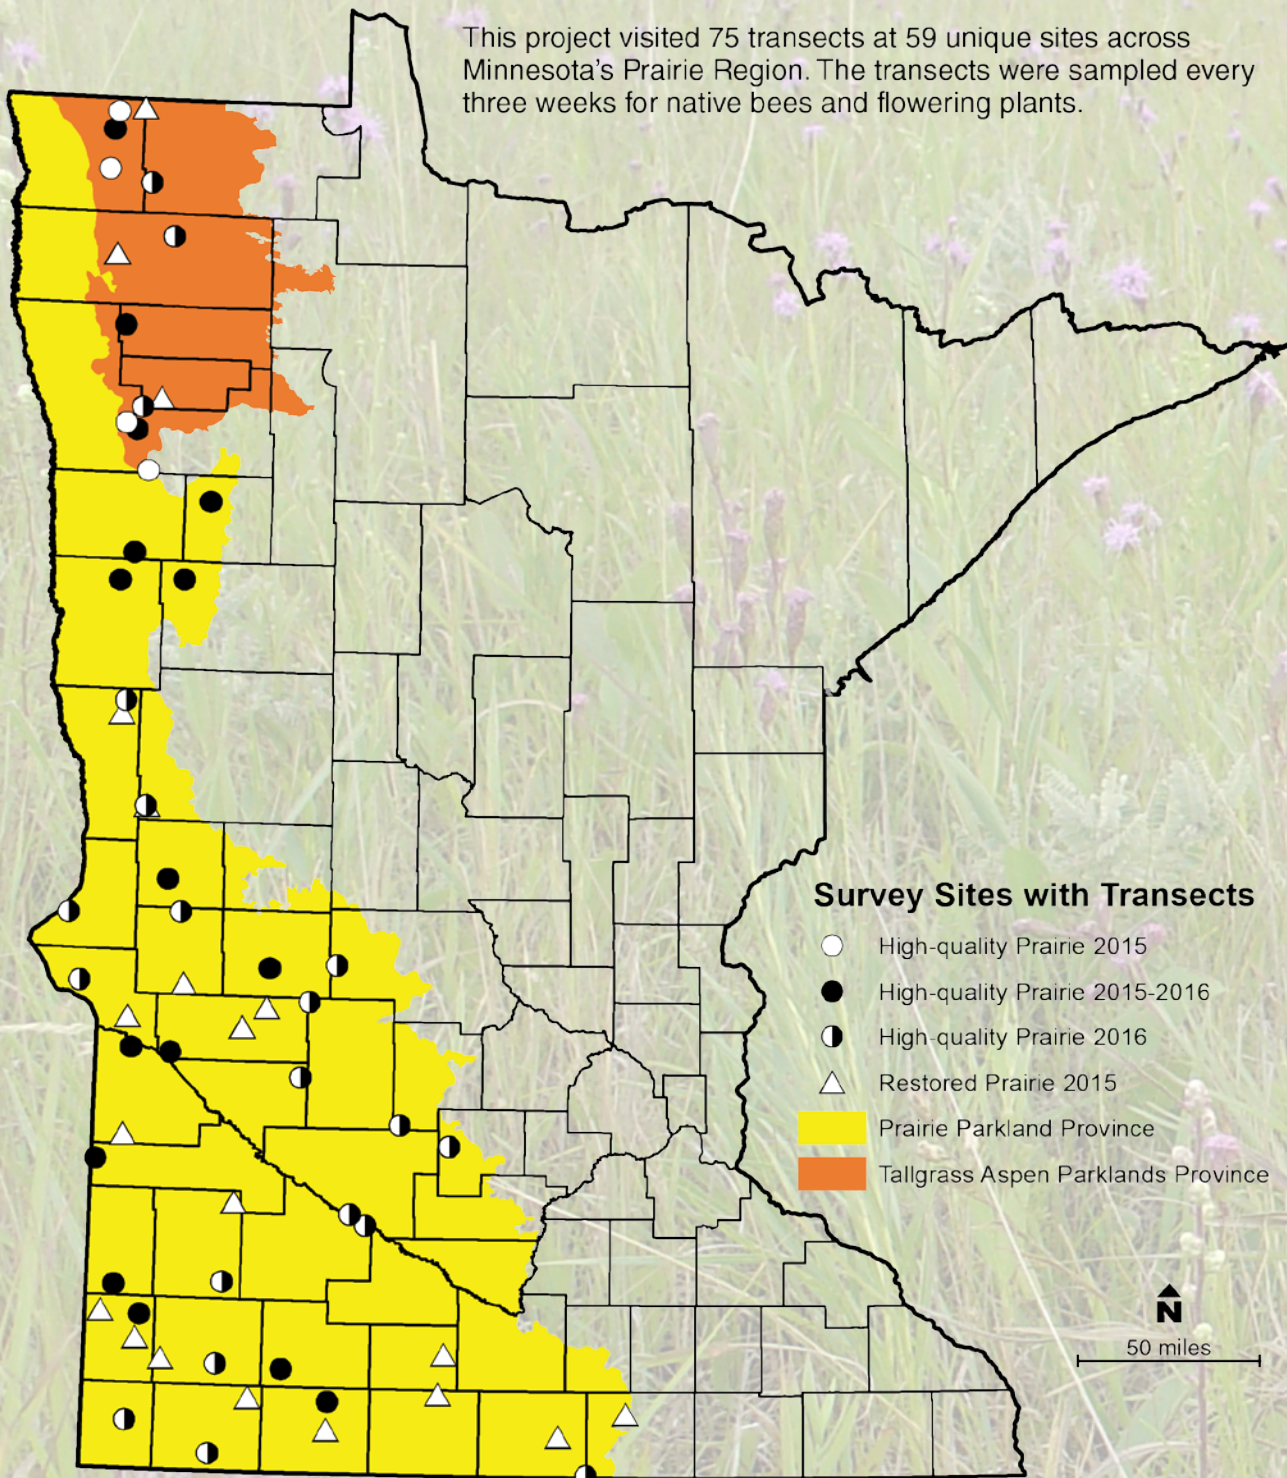 This project visited 75 transects at 59 unique sites across
Minnesota's Prairie Region. The transects were sampled every
three weeks for native bees and flowering plants.
Survey Sites with Transects
High-quality Prairie 2015
High-quality Prairie 2015-2016
High-quality Prairie 2016
Restored Prairie 2015
Prairie Parkland Province
Tallgrass Aspen Parklands Province
N
50 miles